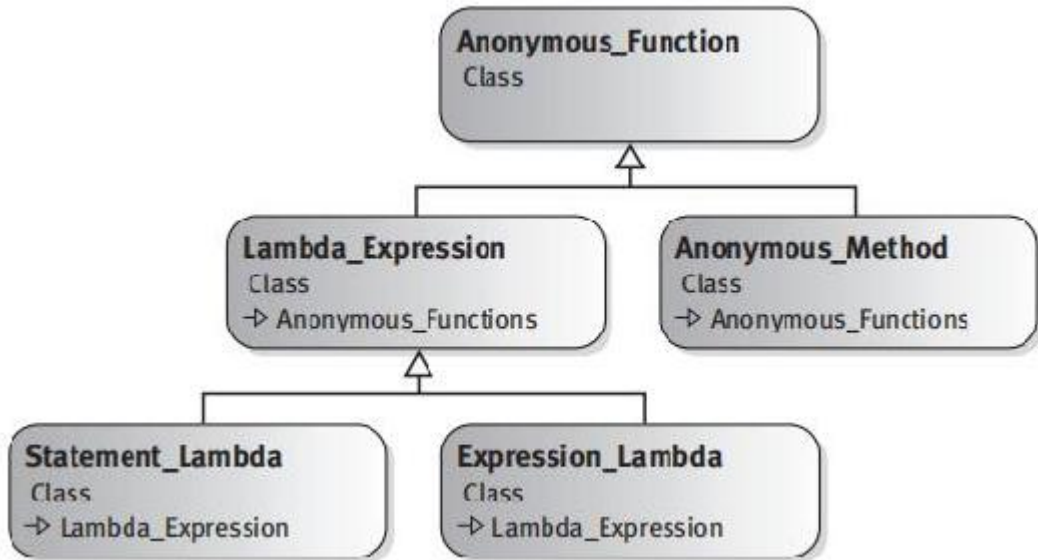 Anonymous_Function
Class
Lambda_Expression
Class
Anonymous_Functions
Anonymous_Method
Class
Anonymous_Functions
Statement_Lambda
Class
Lambda_Expression
Expression_Lambda
Class
Lambda_Expression